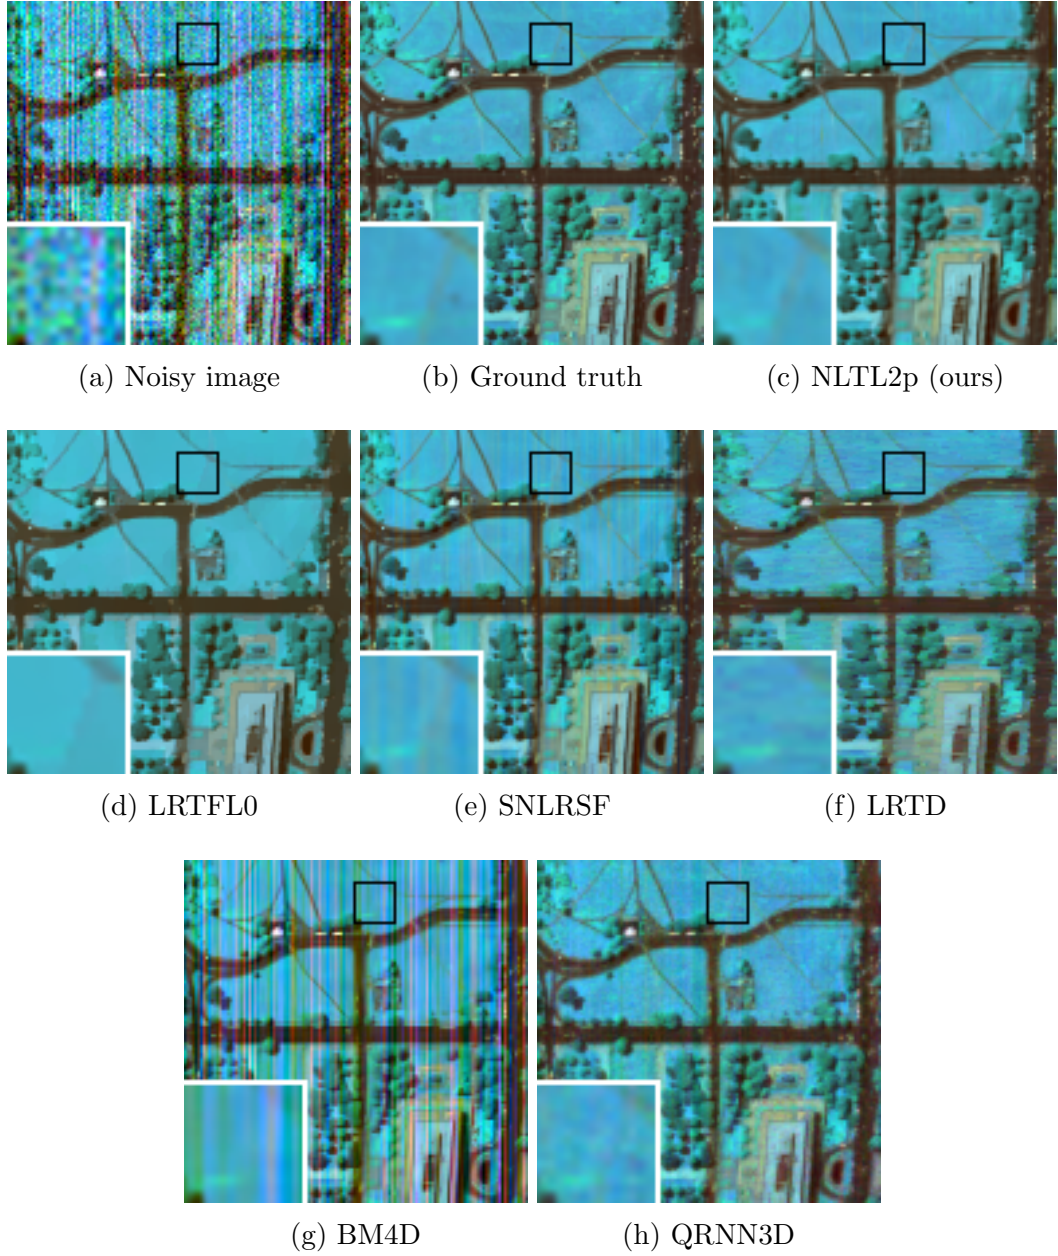 (a) Noisy image
(b) Ground truth
(c) NLTL2p (ours)
(d) LRTFL0
(e) SNLRSF
(f) LRTD
(g) BM4D
(h) QRNN3D